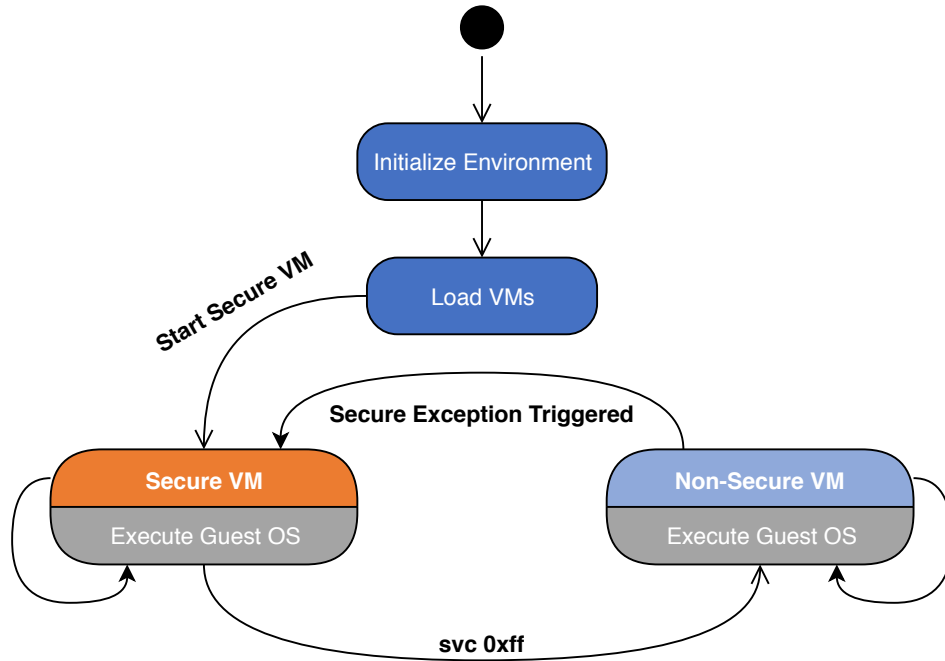 Initialize Environment
Load VMs
Start Secure VM
Secure Exception Triggered
Secure VM
Execute Guest OS
Non-Secure VM
Execute Guest OS
svc 0xff